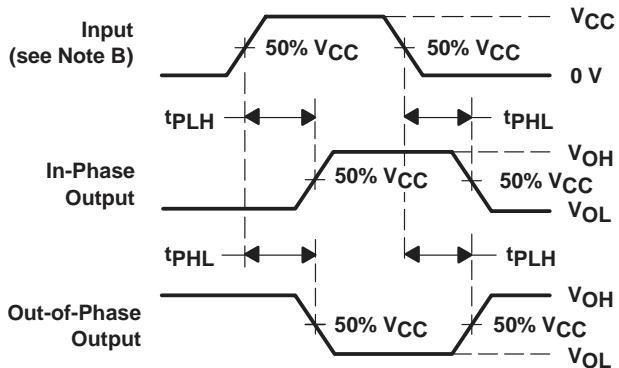 VCC
Input
(see Note B)
50% VCC
50% VCC
0 V
tPLH
tPHL
VOH
In-Phase
Output
50% VCC
50% VCC
VOL
tPHL
tPLH
VOH
Out-of-Phase
Output
50% VCC
50% VCC
VOL